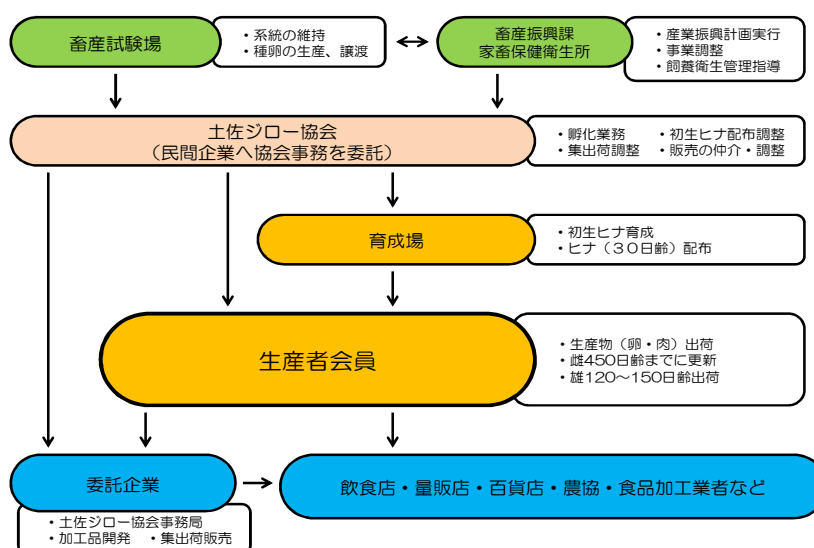 畜産試験場
・系統の維持
・種卵の生産、譲渡
畜産振興課
家畜保健衛生所
・産業振興計画実行
・事業調整
・飼養衛生管理指導
土佐ジロー協会
（民間企業へ協会事務を委託）
・孵化業務　・初生ヒナ配布調整
・集出荷調整　・販売の仲介・調整
育成場
・初生ヒナ育成
・ヒナ（３０日齢）配布
生産者会員
・生産物（卵・肉）出荷
・雌450日齢までに更新
・雄120～150日齢出荷
委託企業
・土佐ジロー協会事務局
・加工品開発　・集出荷販売
飲食店・量販店・百貨店・農協・食品加工業者など